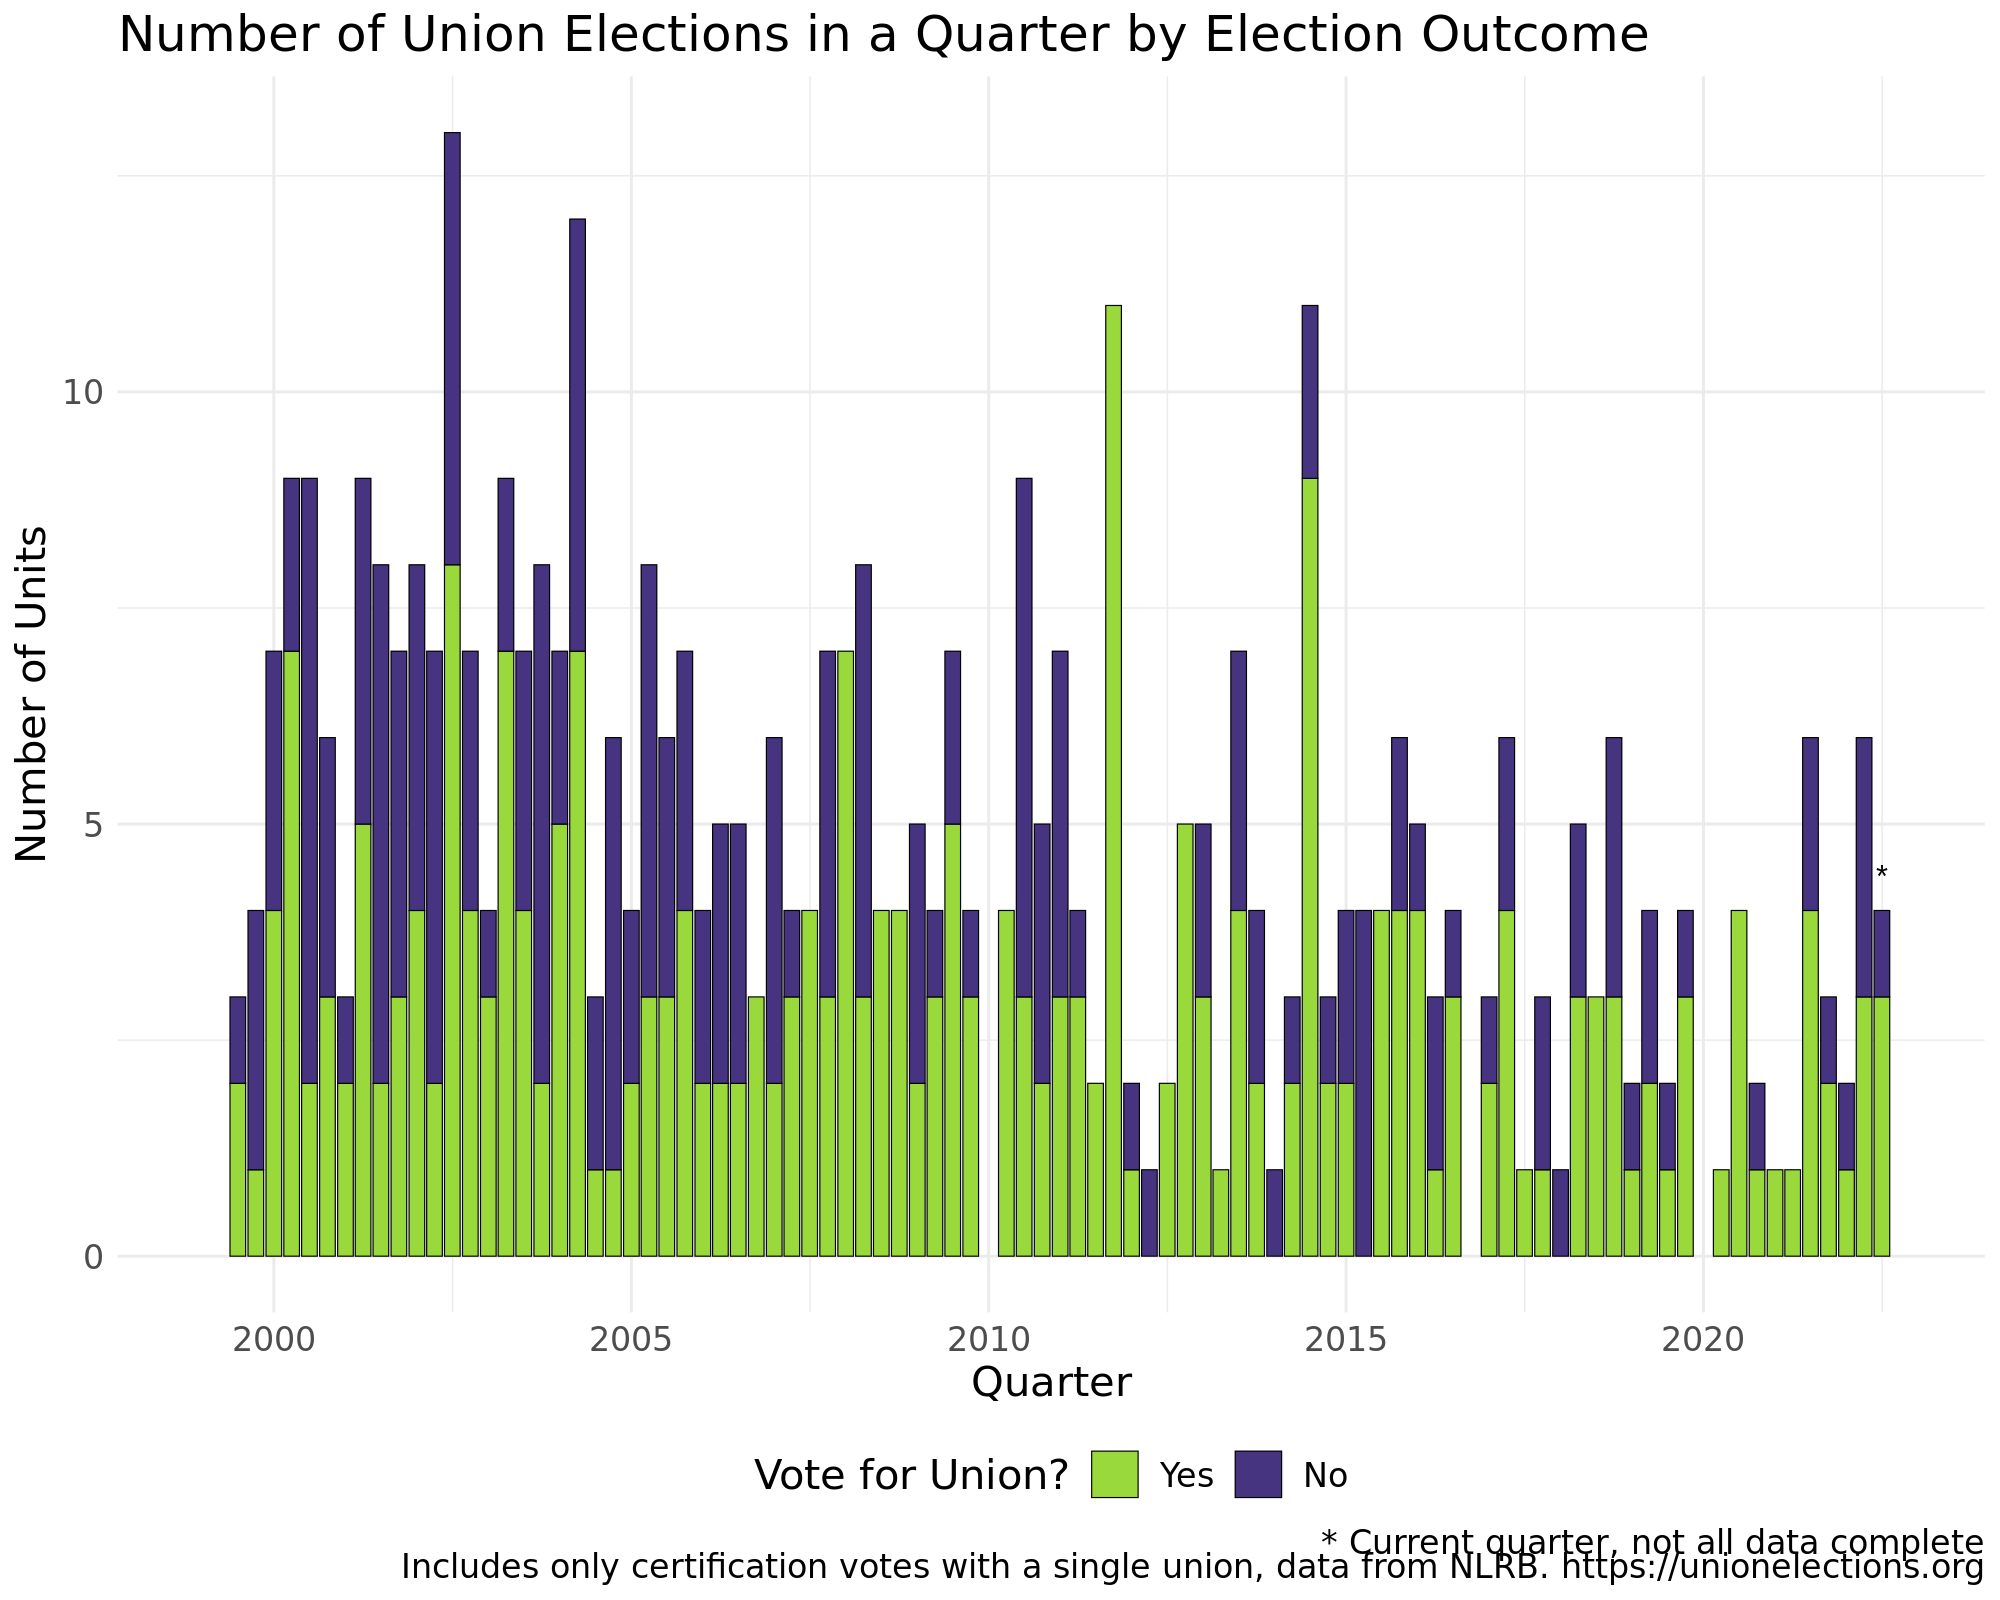 Number of Union Elections in a Quarter by Election Outcome
Number of Units
10
5
0
*
2000 2005 2010 2015 2020
Quarter
Vote for Union? Yes No
* Current quarter, not all data complete
Includes only certification votes with a single union, data from NLRB. https://unionelections.org